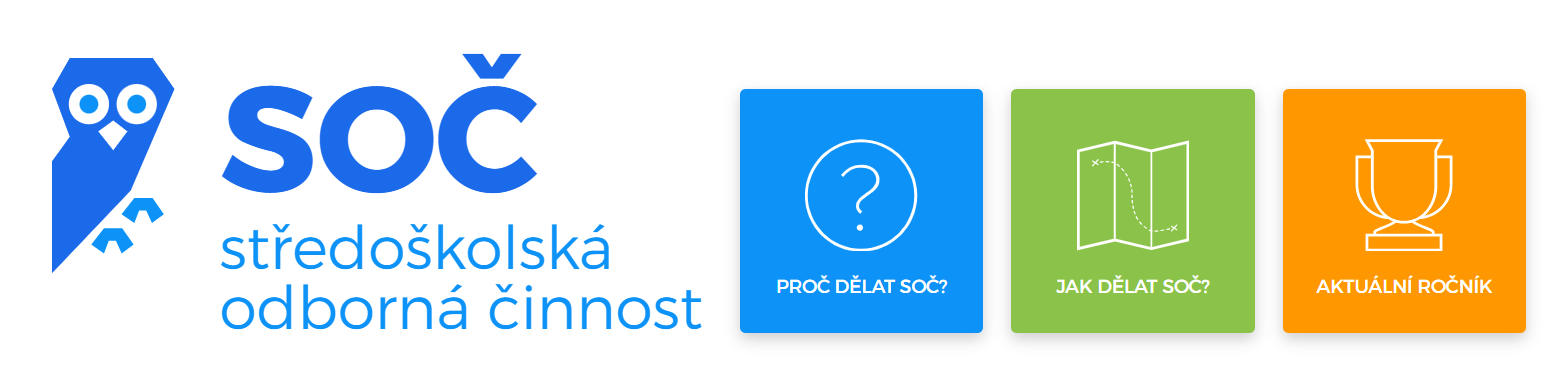 SOČ
středoškolská
odborná činnost
?
PROČ DĚLAT SOČ?
JAK DĚLAT SOČ?
AKTUÁLNÍ ROČNÍK